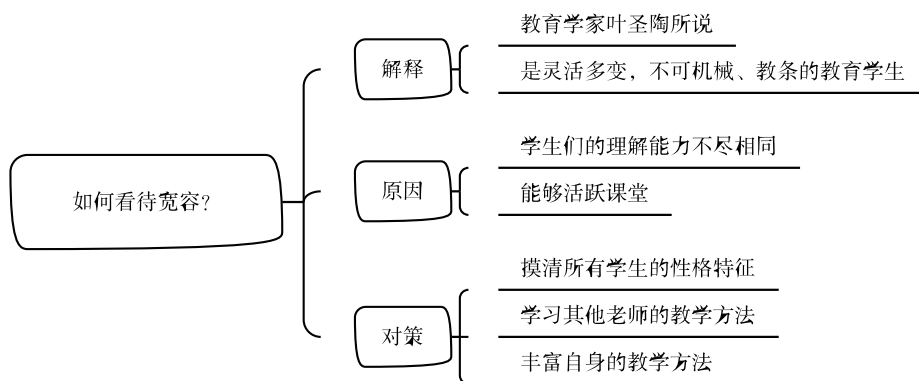 教育学家叶圣陶所说
解释
是灵活多变，不可机械、教条的教育学生
学生们的理解能力不尽相同
如何看待宽容？
原因
能够活跃课堂
摸清所有学生的性格特征
对策
学习其他老师的教学方法
丰富自身的教学方法